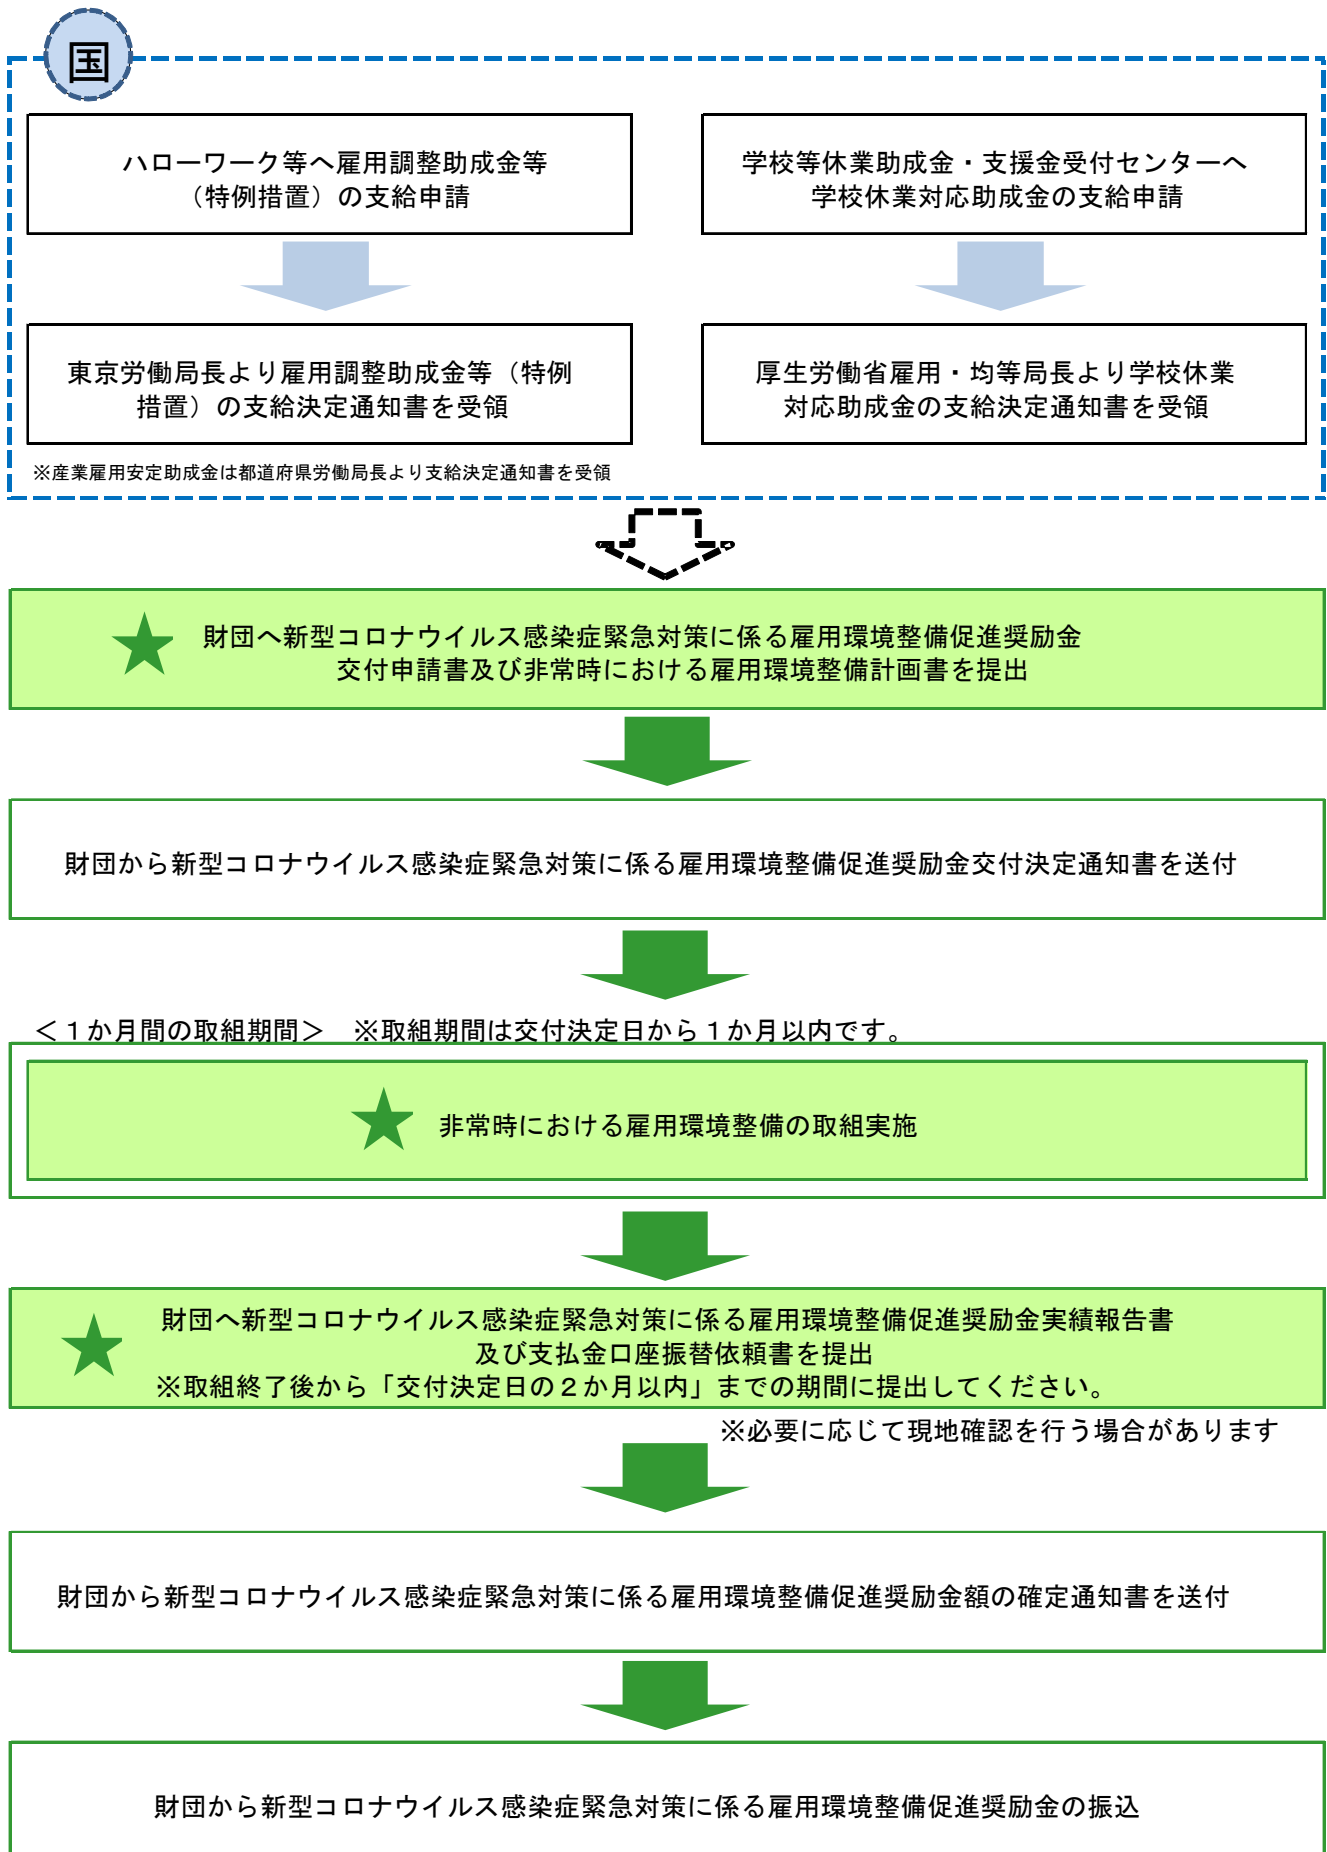 国
ハローワーク等へ雇用調整助成金等
（特例措置）の支給申請
学校等休業助成金・支援金受付センターへ
学校休業対応助成金の支給申請
東京労働局長より雇用調整助成金等（特例
措置）の支給決定通知書を受領
厚生労働省雇用・均等局長より学校休業
対応助成金の支給決定通知書を受領
※産業雇用安定助成金は都道府県労働局長より支給決定通知書を受領
財団へ新型コロナウイルス感染症緊急対策に係る雇用環境整備促進奨励金
交付申請書及び非常時における雇用環境整備計画書を提出
財団から新型コロナウイルス感染症緊急対策に係る雇用環境整備促進奨励金交付決定通知書を送付
＜１か月間の取組期間＞　※取組期間は交付決定日から１か月以内です。
非常時における雇用環境整備の取組実施
財団へ新型コロナウイルス感染症緊急対策に係る雇用環境整備促進奨励金実績報告書
及び支払金口座振替依頼書を提出
※取組終了後から「交付決定日の２か月以内」までの期間に提出してください。
※必要に応じて現地確認を行う場合があります
財団から新型コロナウイルス感染症緊急対策に係る雇用環境整備促進奨励金額の確定通知書を送付
財団から新型コロナウイルス感染症緊急対策に係る雇用環境整備促進奨励金の振込